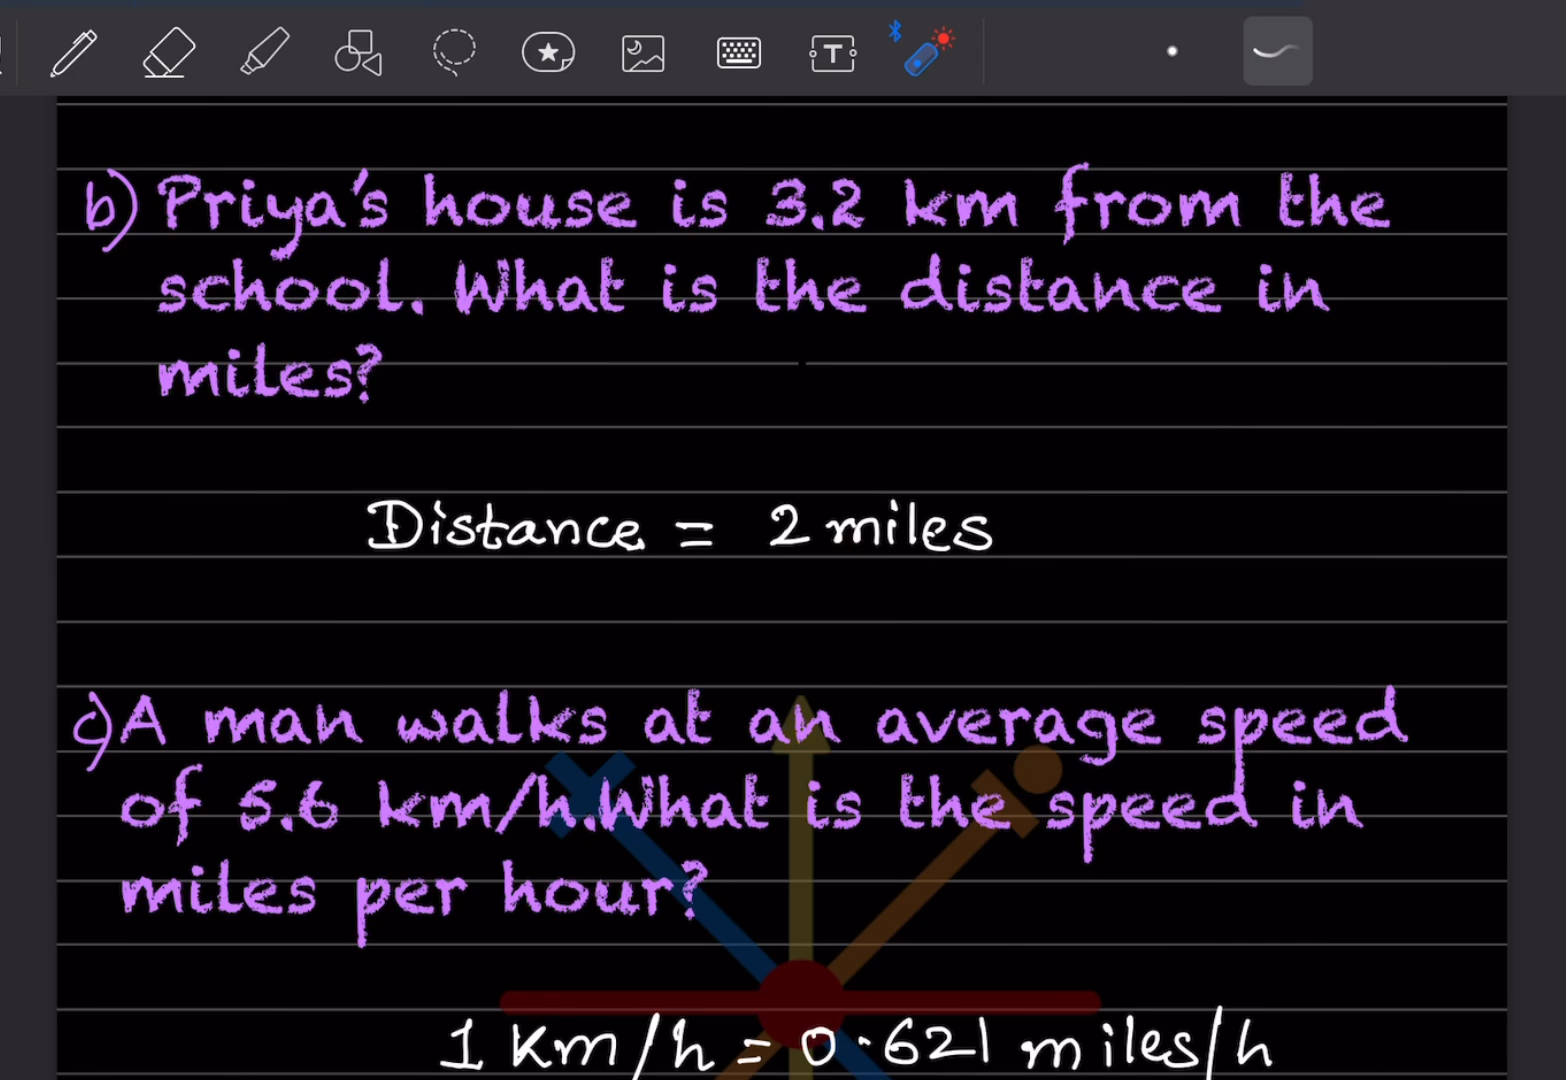 b) Priya's house is 3.2 km from the
school. What is the distance in
miles?
Distance = 2 miles
c) A man walks at an average speed
of 5.6 km/h. What is the speed in
miles per hour?
1 Km/h = 0.621 miles/h